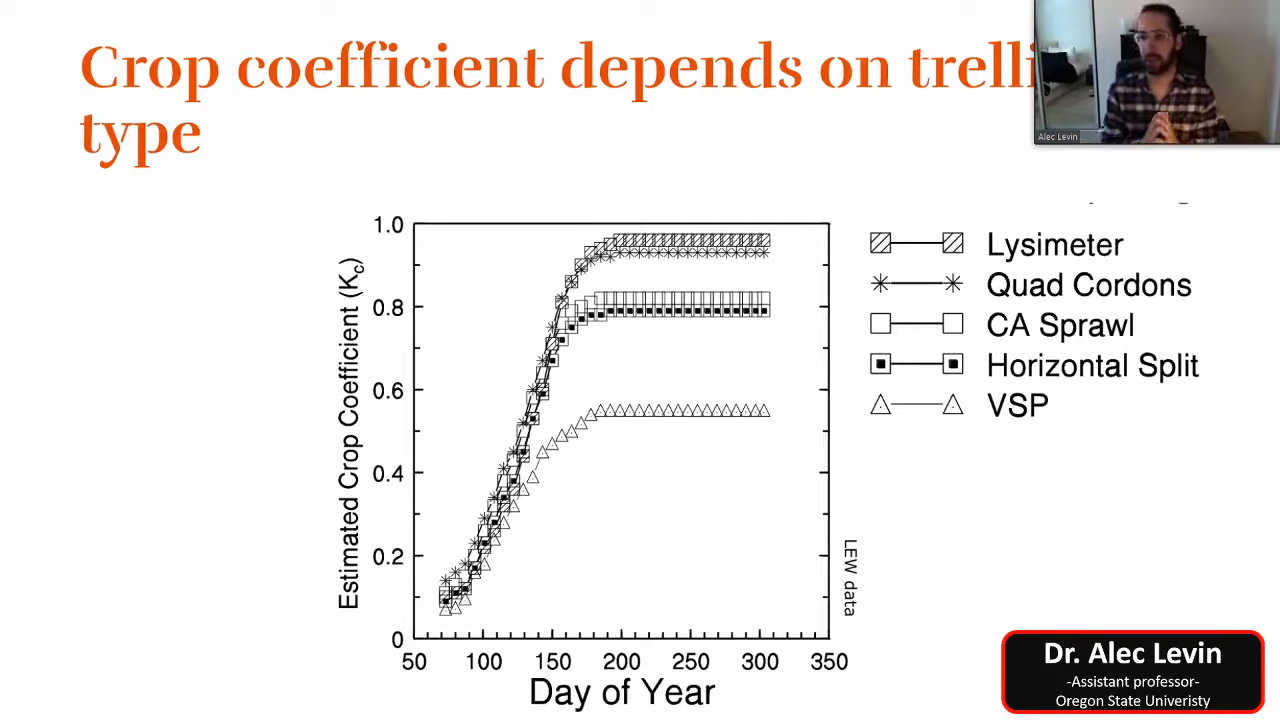 Crop coefficient depends on trelli
type
Alec Levin
1.0
0.8
0.6
0.4
0.2
0
Estimated Crop Coefficient (Kc)
50 100 150 200 250 300 350
Day of Year
LEW data
Lysimeter
Quad Cordons
CA Sprawl
Horizontal Split
VSP
Dr. Alec Levin
-Assistant professor-
Oregon State Univeristy